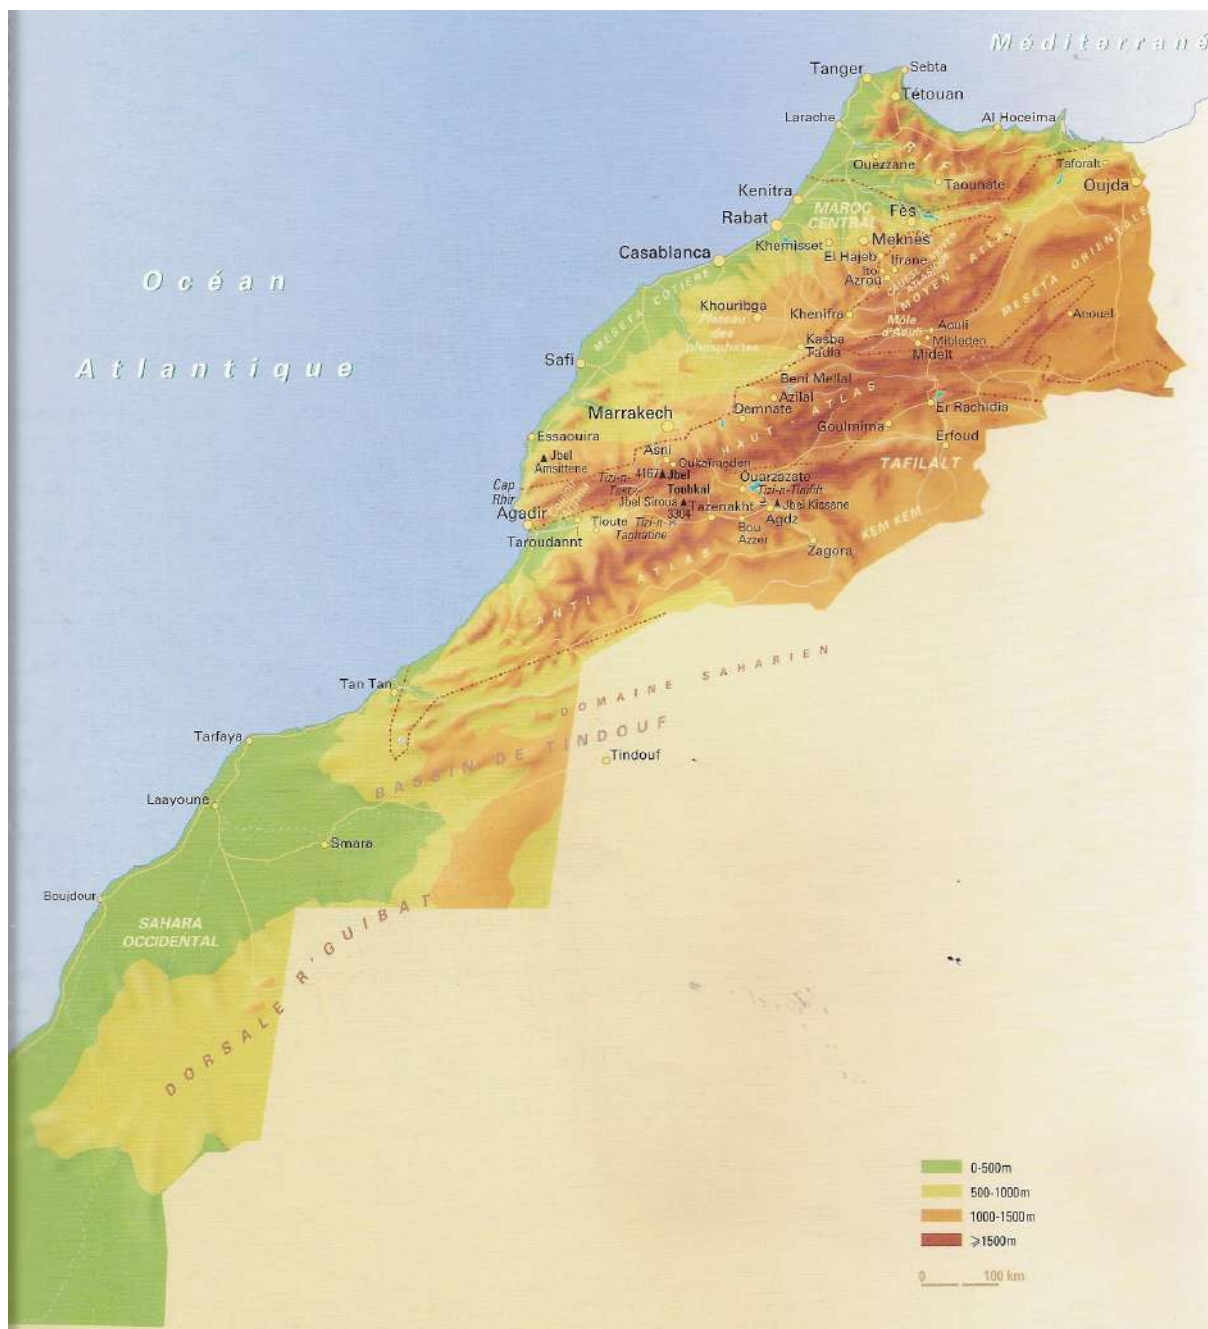 Méditerrané
Tanger
Sebta
Tétouan
Larache
Al Hoceima
RIF
Ouezzane
Taforalt
Taounate
Oujda
Kenitra
MAROC
CENTRAL
Fès
Rabat
Khemisset
Meknès
Casablanca
El Hajeb
Ifrane
Ito
Azrou
MOYEN - ATLAS
MESETA ORIENTALE
Océan
Atlantique
MESETA CÔTIÈRE
Khouribga
Plateau
des
phosphates
Khenifra
Môle
d'Aouli
Aouli
Mibladen
Midelt
Anoual
Kasba
Tadla
Safi
Beni Mellal
Azilal
Demnate
HAUT - ATLAS
Er Rachidia
Marrakech
Goulmima
Erfoud
Essaouira
Asni
Oukaïmeden
TAFILALT
Jbel
Amsittene
Tizi-n-
Test
4167
Jbel
Toubkal
Ouarzazate
Tizi-n-Tinififft
Cap
Rhir
Jbel Siroua
3304
Tazenakht
Jbel Kissane
Agdz
Agadir
Tioute
Tizi-n-
Taghatine
Bou
Azzer
KEM KEM
Taroudannt
Zagora
ANTI ATLAS
DOMAINE SAHARIEN
Tan Tan
Tarfaya
BASSIN DE TINDOUF
Tindouf
Laayoune
Smara
Boujdour
SAHARA
OCCIDENTAL
DORSALE R'GUIBAT
0-500m
500-1000m
1000-1500m
⩾1500m
0 100 km